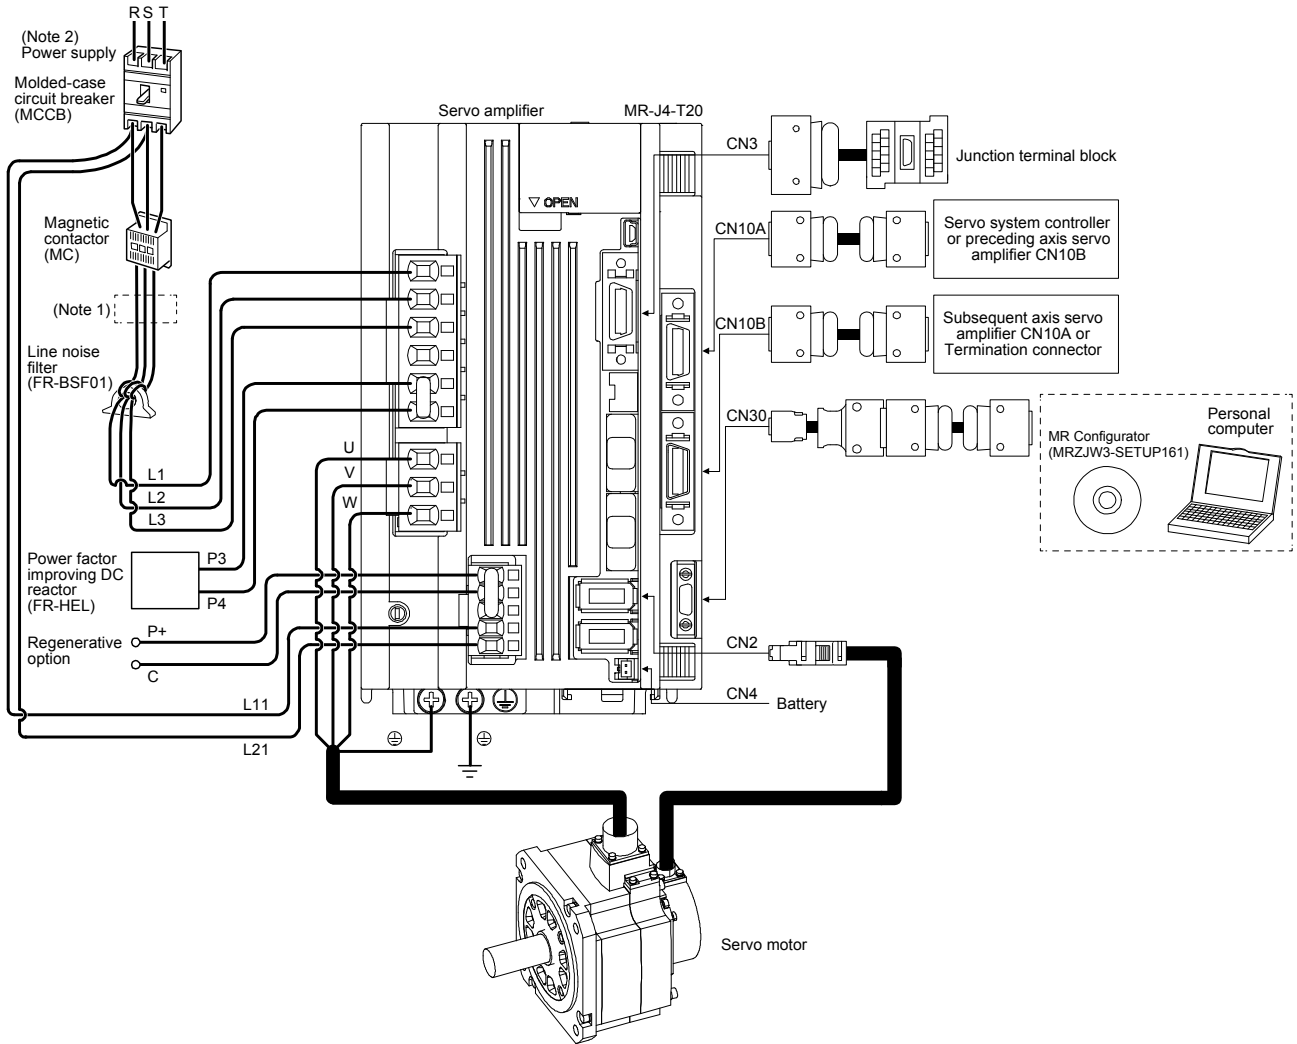 R S T
(Note 2)
Power supply
Molded-case
circuit breaker
(MCCB)
Servo amplifier
MR-J4-T20
CN3
Junction terminal block
▽ OPEN
Magnetic
contactor
(MC)
CN10A
Servo system controller
or preceding axis servo
amplifier CN10B
(Note 1)
CN10B
Subsequent axis servo
amplifier CN10A or
Termination connector
Line noise
filter
(FR-BSF01)
CN30
MR Configurator
(MRZJW3-SETUP161)
Personal
computer
U
V
W
L1
L2
L3
Power factor
improving DC
reactor
(FR-HEL)
P3
P4
Regenerative
option
P+
C
CN2
CN4
Battery
L11
L21
Servo motor